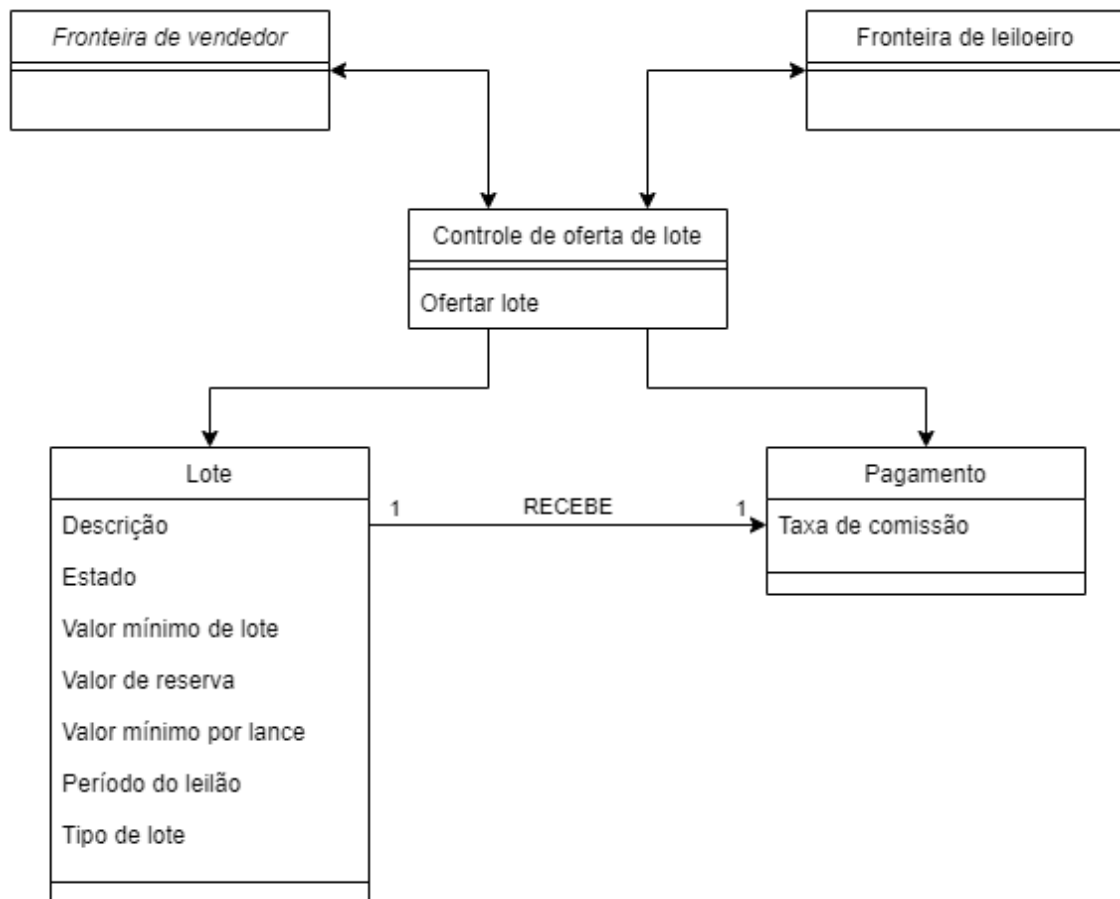 Fronteira de vendedor
Fronteira de leiloeiro
Controle de oferta de lote
Ofertar lote
Lote
Descrição
Estado
Valor mínimo de lote
Valor de reserva
Valor mínimo por lance
Período do leilão
Tipo de lote
1
RECEBE
1
Pagamento
Taxa de comissão